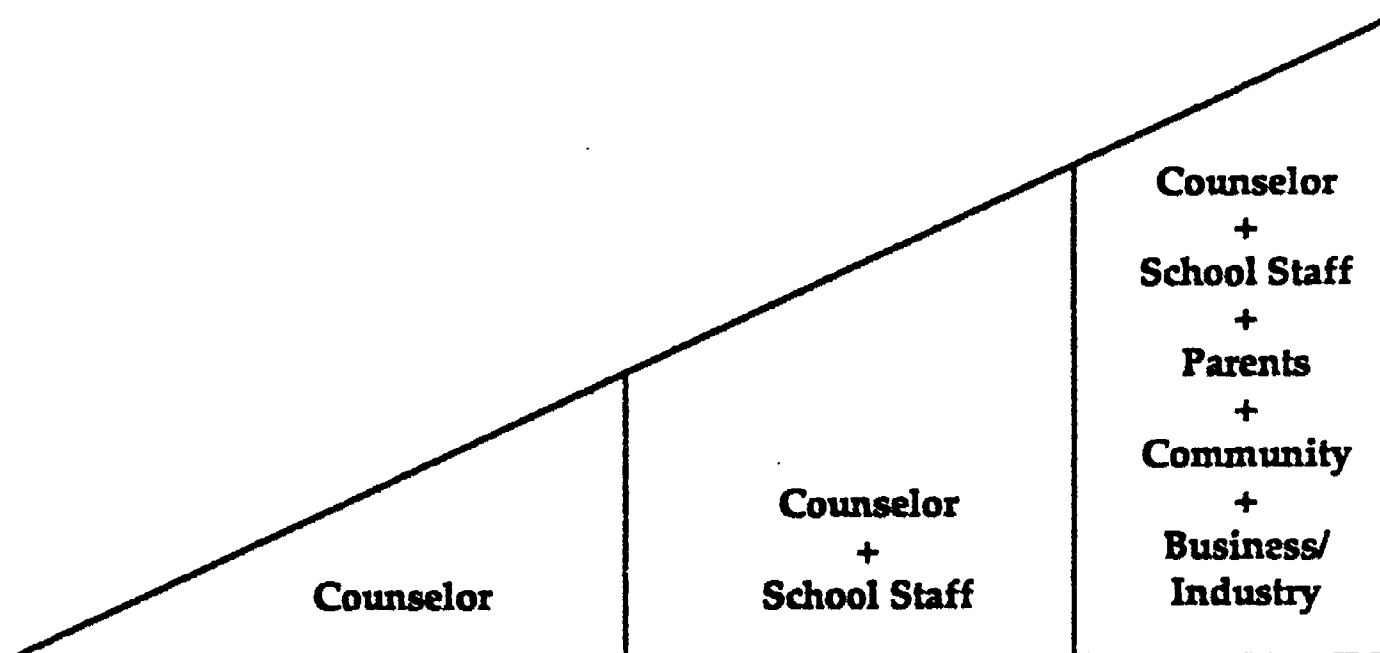 Counselor
Counselor
+
School Staff
Counselor
+
School Staff
+
Parents
+
Community
+
Business/
Industry